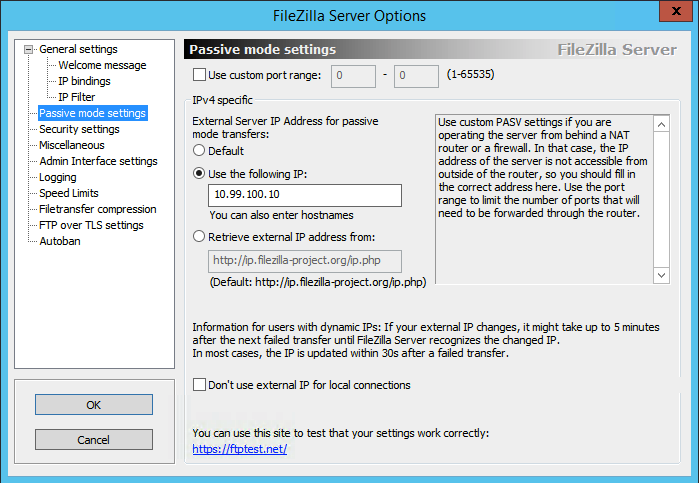 FileZilla Server Options
x
General settings
Welcome message
IP bindings
IP Filter
Passive mode settings
Security settings
Miscellaneous
Admin Interface settings
Logging
Speed Limits
Filetransfer compression
FTP over TLS settings
Autoban
OK
Cancel
Passive mode settings
FileZilla Server
Use custom port range: 0 - 0 (1-65535)
IPv4 specific
External Server IP Address for passive
mode transfers:
Default
Use the following IP:
10.99.100.10
You can also enter hostnames
Retrieve external IP address from:
http://ip.filezilla-project.org/ip.php
(Default: http://ip.filezilla-project.org/ip.php)
Use custom PASV settings if you are
operating the server from behind a NAT
router or a firewall. In that case, the IP
address of the server is not accessible from
outside of the router, so you should fill in
the correct address here. Use the port
range to limit the number of ports that will
need to be forwarded through the router.
Information for users with dynamic IPs: If your external IP changes, it might take up to 5 minutes
after the next failed transfer until FileZilla Server recognizes the changed IP.
In most cases, the IP is updated within 30s after a failed transfer.
Don't use external IP for local connections
You can use this site to test that your settings work correctly:
https://ftptest.net/